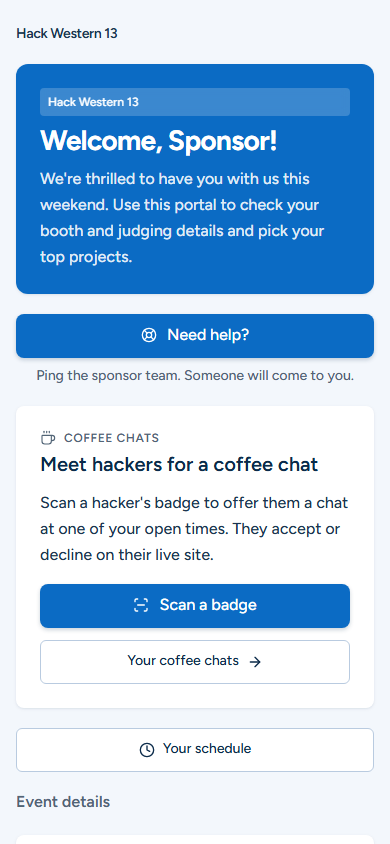 Hack Western 13
Hack Western 13
Welcome, Sponsor!
We're thrilled to have you with us this
weekend. Use this portal to check your
booth and judging details and pick your
top projects.
Need help?
Ping the sponsor team. Someone will come to you.
COFFEE CHATS
Meet hackers for a coffee chat
Scan a hacker's badge to offer them a chat
at one of your open times. They accept or
decline on their live site.
Scan a badge
Your coffee chats
Your schedule
Event details